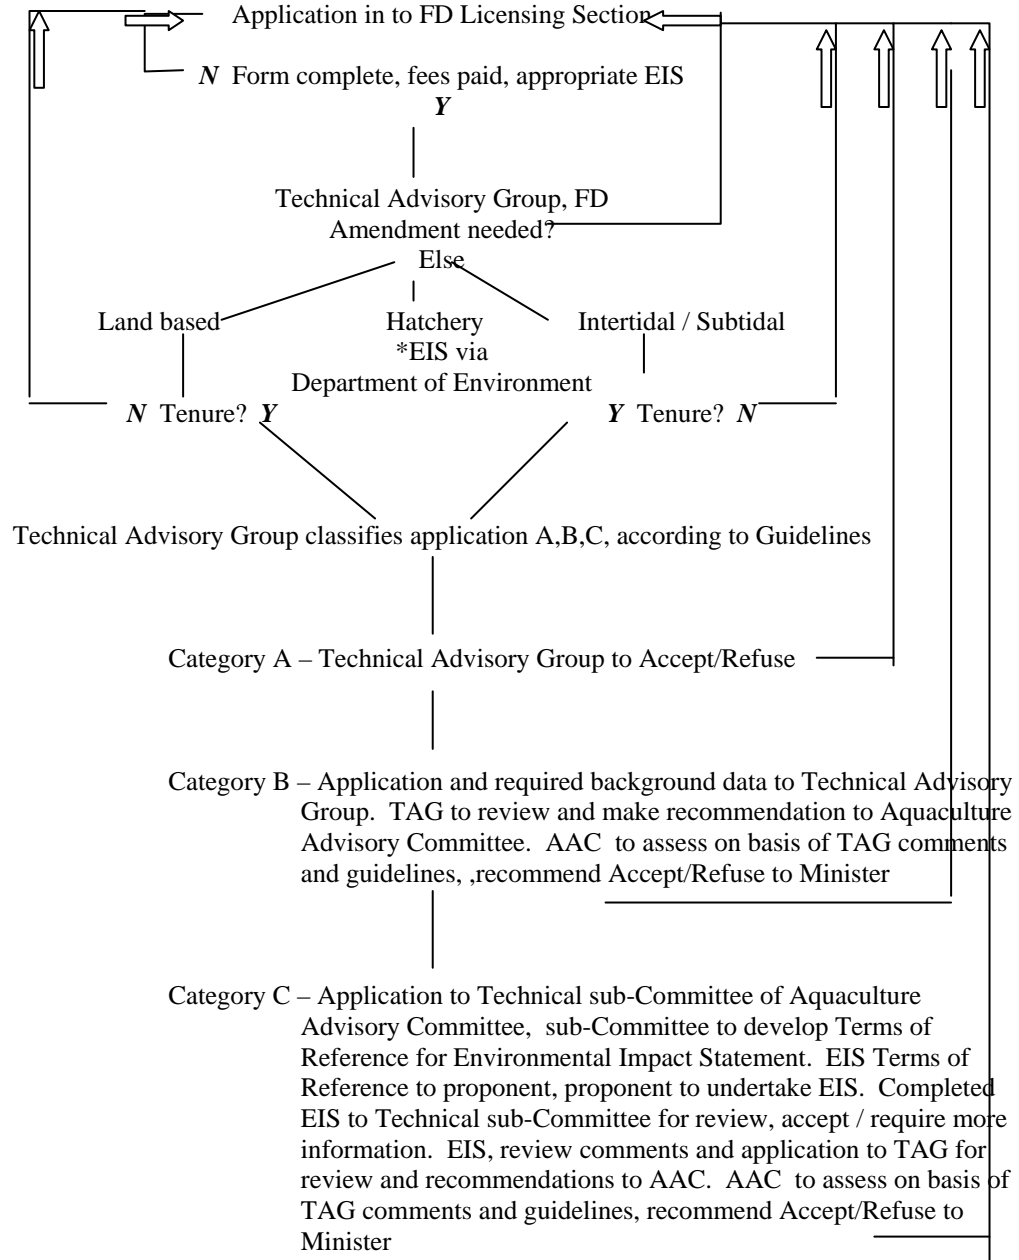 Application in to FD Licensing Section
N Form complete, fees paid, appropriate EIS
Y
Technical Advisory Group, FD
Amendment needed?
Else
Land based Hatchery Intertidal / Subtidal
*EIS via
Department of Environment
N Tenure? Y Y Tenure? N
Technical Advisory Group classifies application A,B,C, according to Guidelines
Category A – Technical Advisory Group to Accept/Refuse
Category B – Application and required background data to Technical Advisory
Group. TAG to review and make recommendation to Aquaculture
Advisory Committee. AAC to assess on basis of TAG comments
and guidelines, ,recommend Accept/Refuse to Minister
Category C – Application to Technical sub-Committee of Aquaculture
Advisory Committee, sub-Committee to develop Terms of
Reference for Environmental Impact Statement. EIS Terms of
Reference to proponent, proponent to undertake EIS. Completed
EIS to Technical sub-Committee for review, accept / require more
information. EIS, review comments and application to TAG for
review and recommendations to AAC. AAC to assess on basis of
TAG comments and guidelines, recommend Accept/Refuse to
Minister